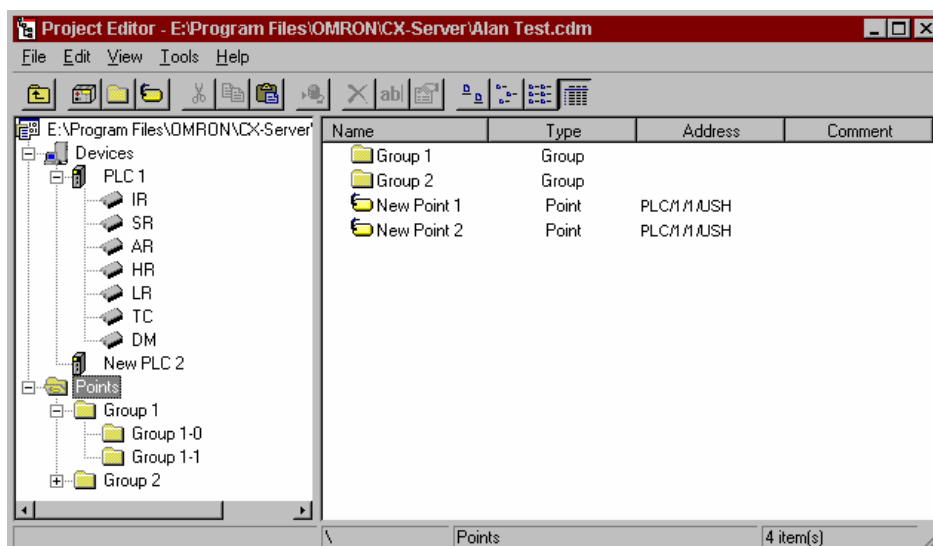 Project Editor - E:\Program Files\OMRON\CX-Server\Alan Test.cdm
File Edit View Tools Help
ab
E:\Program Files\OMRON\CX-Server'
Devices
PLC 1
IR
SR
AR
HR
LR
TC
DM
New PLC 2
Points
Group 1
Group 1-0
Group 1-1
Group 2
Name Type Address Comment
Group 1 Group
Group 2 Group
New Point 1 Point PLC/1/1/USH
New Point 2 Point PLC/1/1/USH
\ Points 4 item(s)